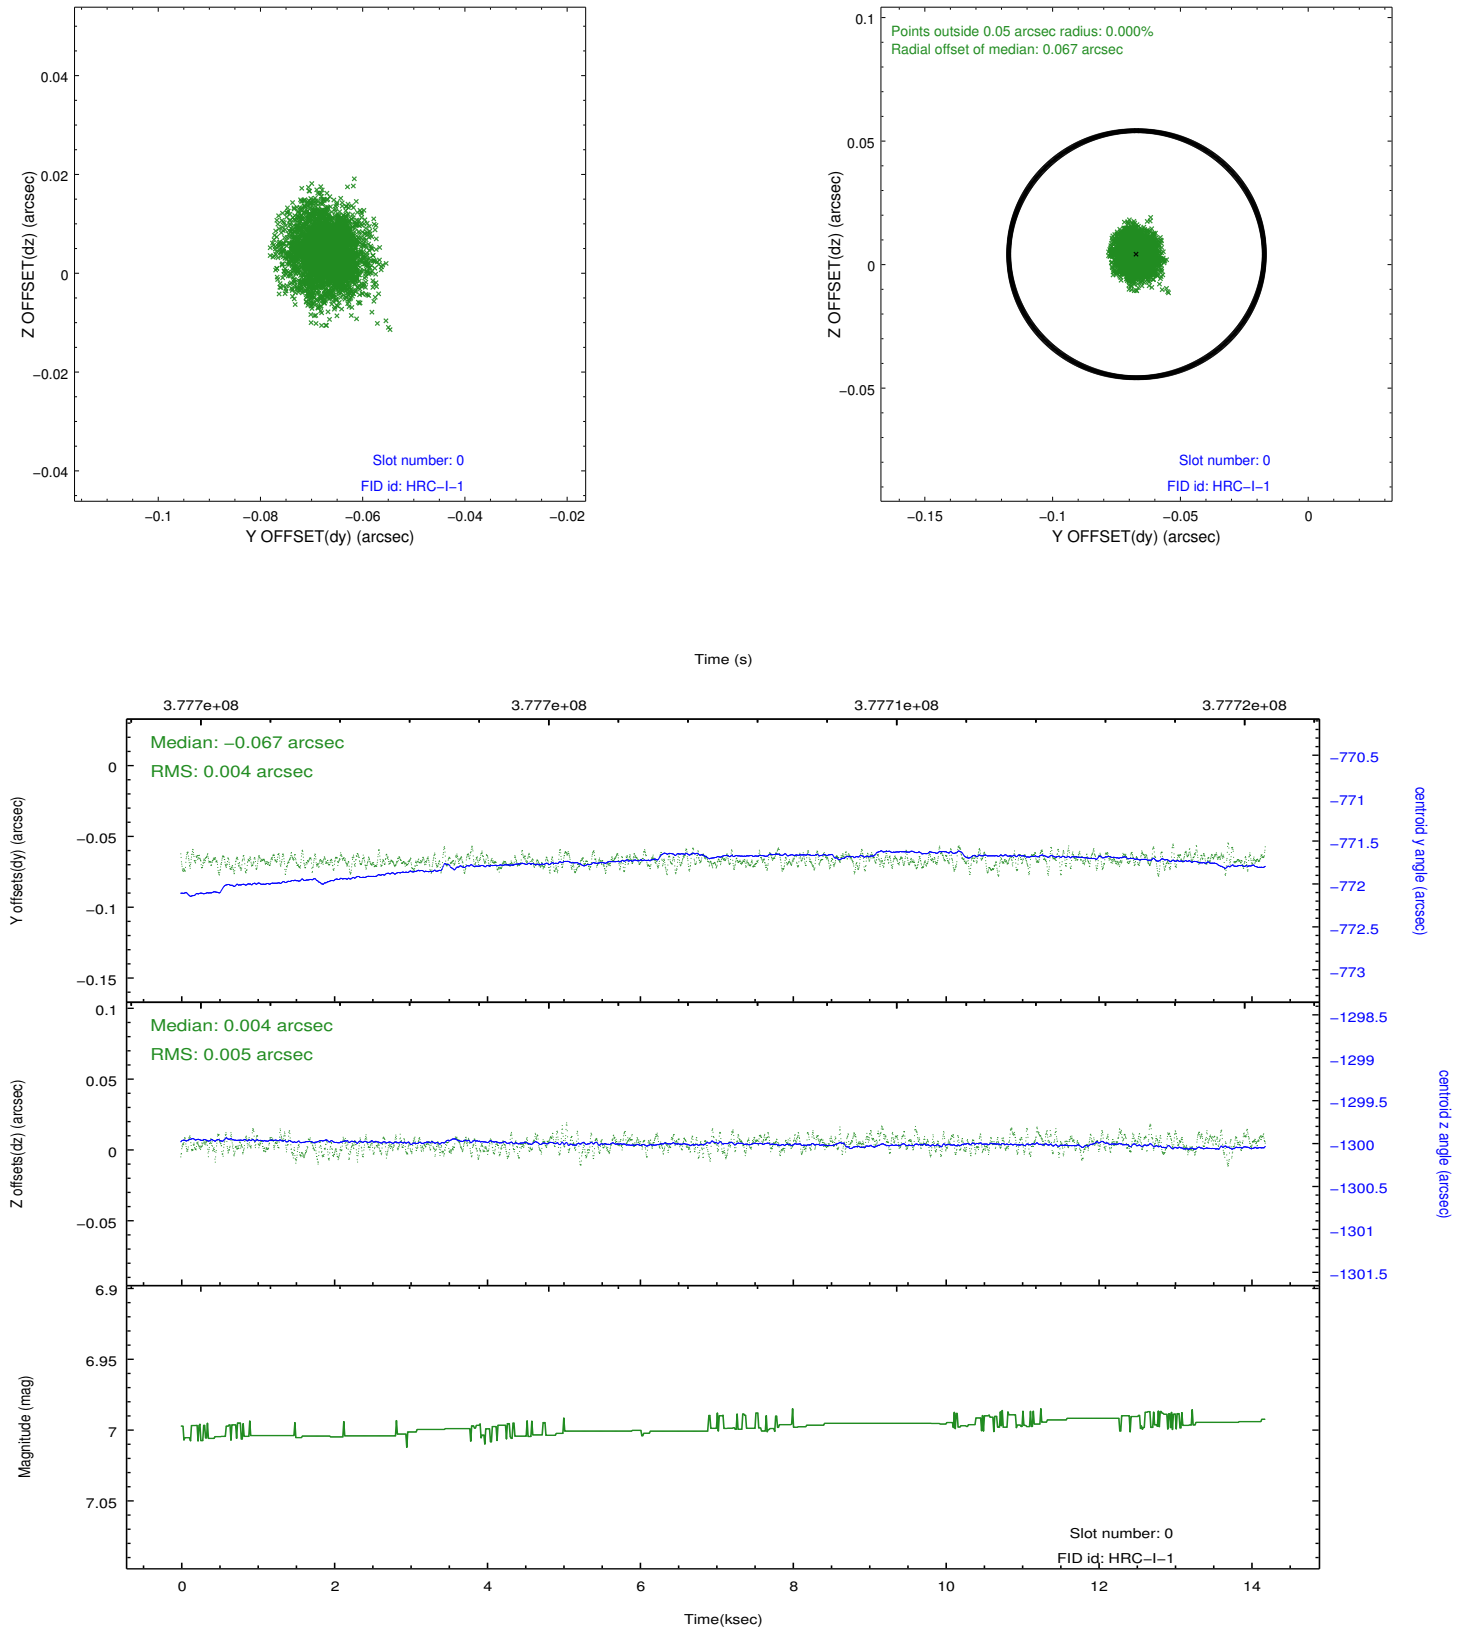 0.04
0.02
0
−0.02
−0.04
Z OFFSET(dz) (arcsec)
Slot number: 0
FID id: HRC−I−1
−0.1
−0.08
−0.06
−0.04
−0.02
Y OFFSET(dy) (arcsec)
0.1
0.05
0
−0.05
Z OFFSET(dz) (arcsec)
Points outside 0.05 arcsec radius: 0.000%
Radial offset of median: 0.067 arcsec
Slot number: 0
FID id: HRC−I−1
−0.15
−0.1
−0.05
0
Y OFFSET(dy) (arcsec)
Time (s)
3.777e+08
3.777e+08
3.7771e+08
3.7772e+08
Median: −0.067 arcsec
RMS: 0.004 arcsec
0
−0.05
−0.1
−0.15
Y offsets(dy) (arcsec)
−770.5
−771
−771.5
−772
−772.5
−773
centroid y angle (arcsec)
Median: 0.004 arcsec
RMS: 0.005 arcsec
0.1
0.05
0
−0.05
Z offsets(dz) (arcsec)
−1298.5
−1299
−1299.5
−1300
−1300.5
−1301
−1301.5
centroid z angle (arcsec)
6.9
6.95
7
7.05
Magnitude (mag)
Slot number: 0
FID id: HRC−I−1
0
2
4
6
8
10
12
14
Time(ksec)